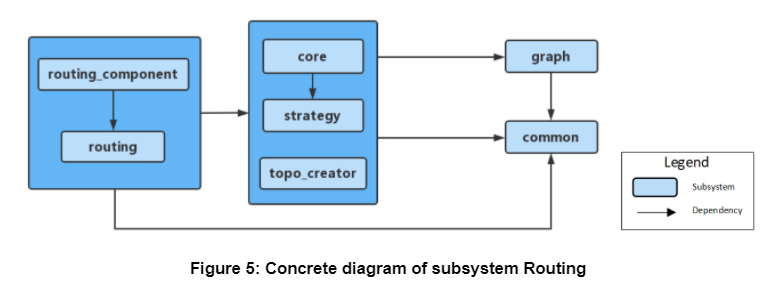 routing_component
routing
core
strategy
topo_creator
graph
common
Legend
Subsystem
Dependency
Figure 5: Concrete diagram of subsystem Routing